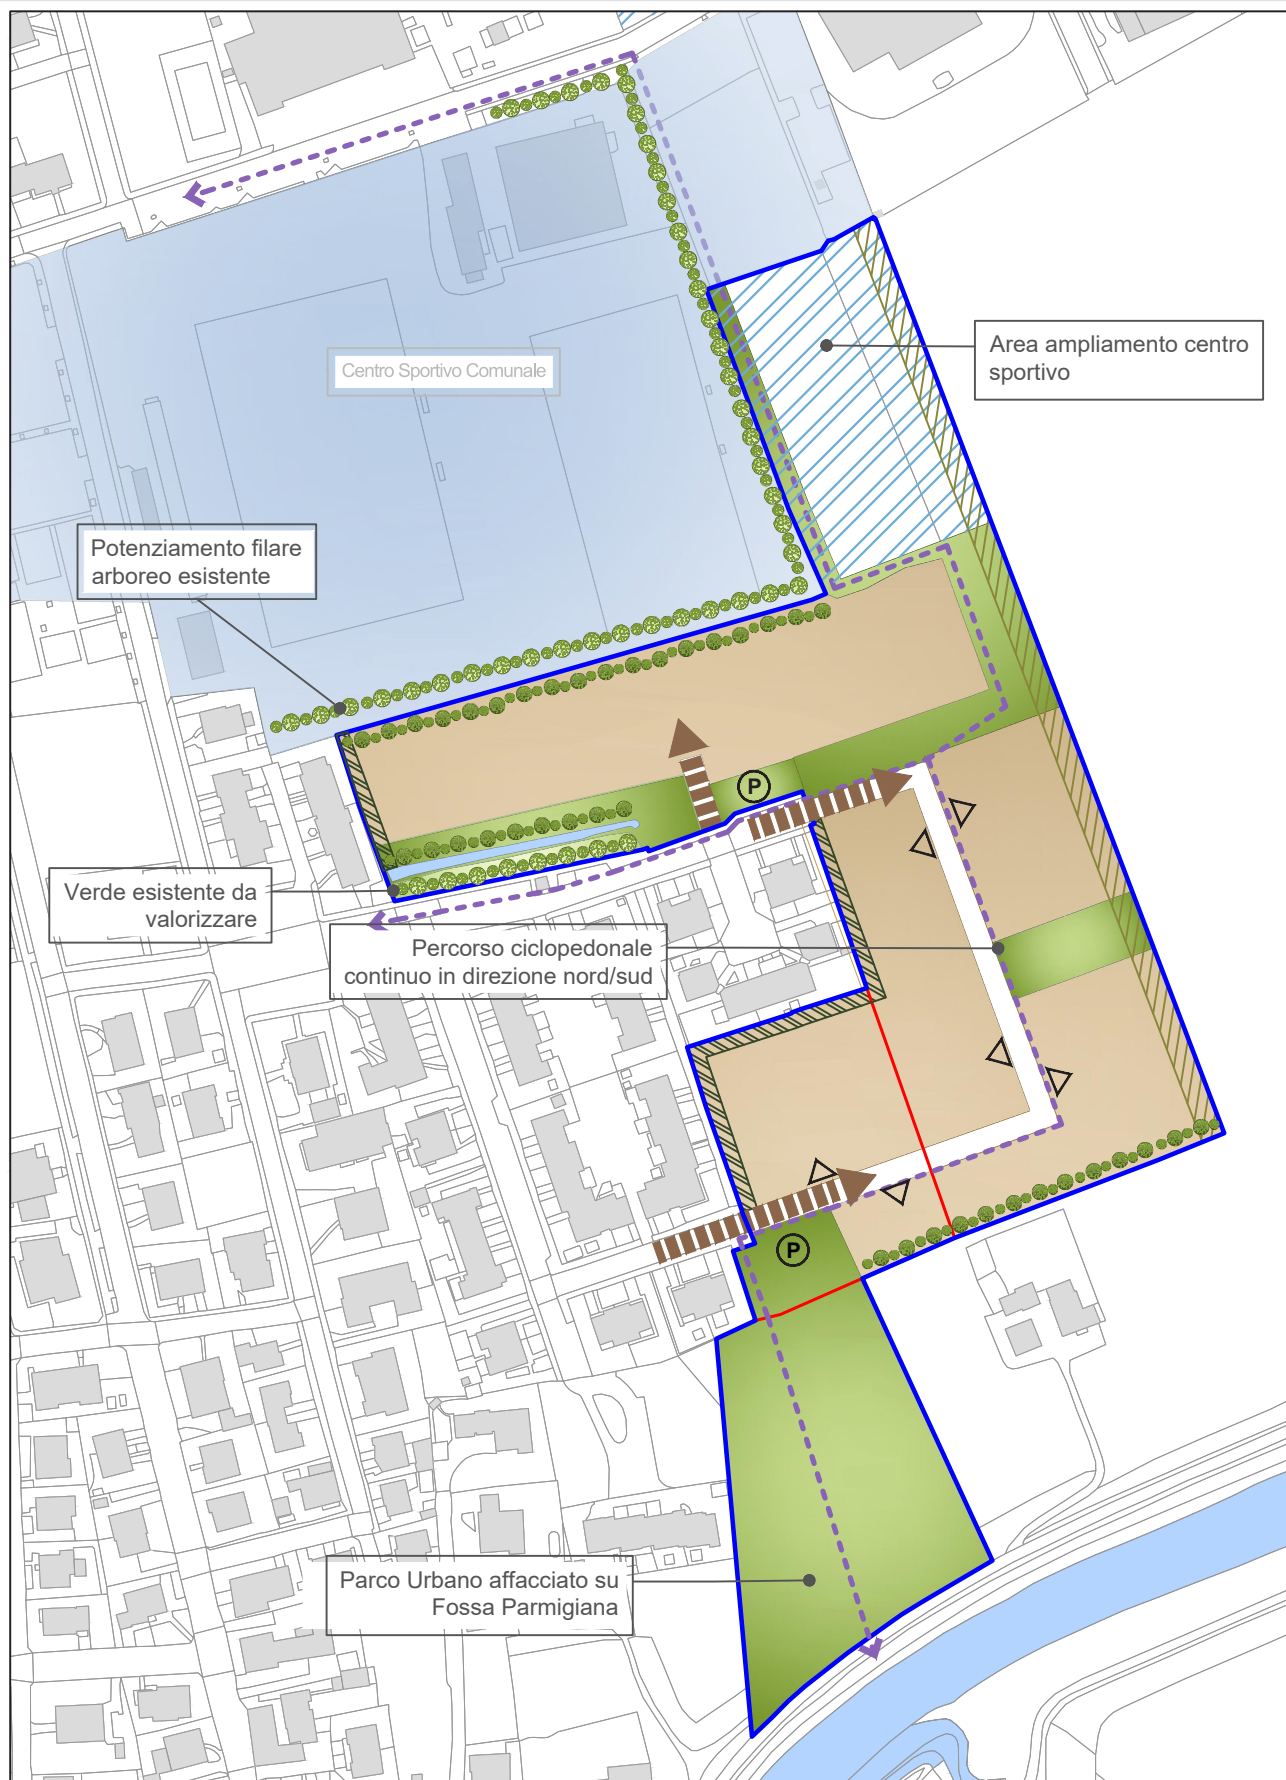 Centro Sportivo Comunale
Area ampliamento centro
sportivo
Potenziamento filare
arboreo esistente
P
Verde esistente da
valorizzare
Percorso ciclopedonale
continuo in direzione nord/sud
P
Parco Urbano affacciato su
Fossa Parmigiana